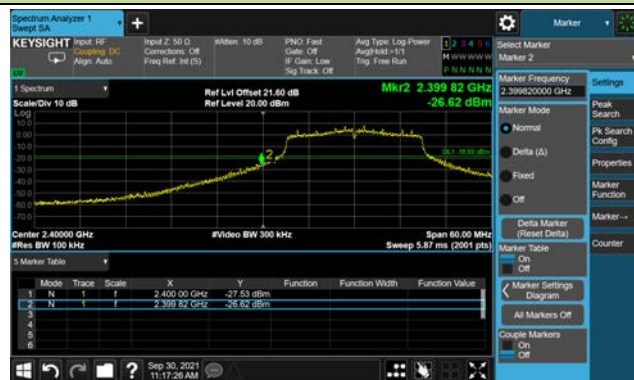 Spectrum Analyzer 1
Swept SA
Marker
KEYSIGHT
Input: RF
Coupling: DC
Align: Auto
Input Z: 50 Ω
Corrections: Off
Freq Ref: Int (S)
#Atten: 10 dB
PNO: Fast
Gate: Off
IF Gain: Low
Sig Track: Off
Avg Type: Log-Power
Avg|Hold:>1/1
Trig: Free Run
1 2 3 4 5 6
M W W W W W
P N N N N N
Select Marker
Marker 2
1 Spectrum
Scale/Div 10 dB
Ref Lvl Offset 21.60 dB
Ref Level 20.00 dBm
Mkr2 2.399 82 GHz
-26.62 dBm
Log
10.0
0.00
-10.0
-20.0
-30.0
-40.0
-50.0
-60.0
-70.0
2
Center 2.40000 GHz
#Res BW 100 kHz
#Video BW 300 kHz
Span 60.00 MHz
Sweep 5.87 ms (2001 pts)
5 Marker Table
Mode Trace Scale X Y Function Function Width Function Value
1 N 1 f 2.400 00 GHz -27.53 dBm
2 N 1 f 2.399 82 GHz -26.62 dBm
3
4
5
6
Marker Frequency
2.399820000 GHz
Marker Mode
Normal
Delta (Δ)
Fixed
Off
Delta Marker
(Reset Delta)
Marker Table
On
Off
Marker Settings
Diagram
All Markers Off
Couple Markers
On
Off
Settings
Peak
Search
Pk Search
Config
Properties
Marker
Function
Marker→
Counter
Sep 30, 2021
11:17:26 AM